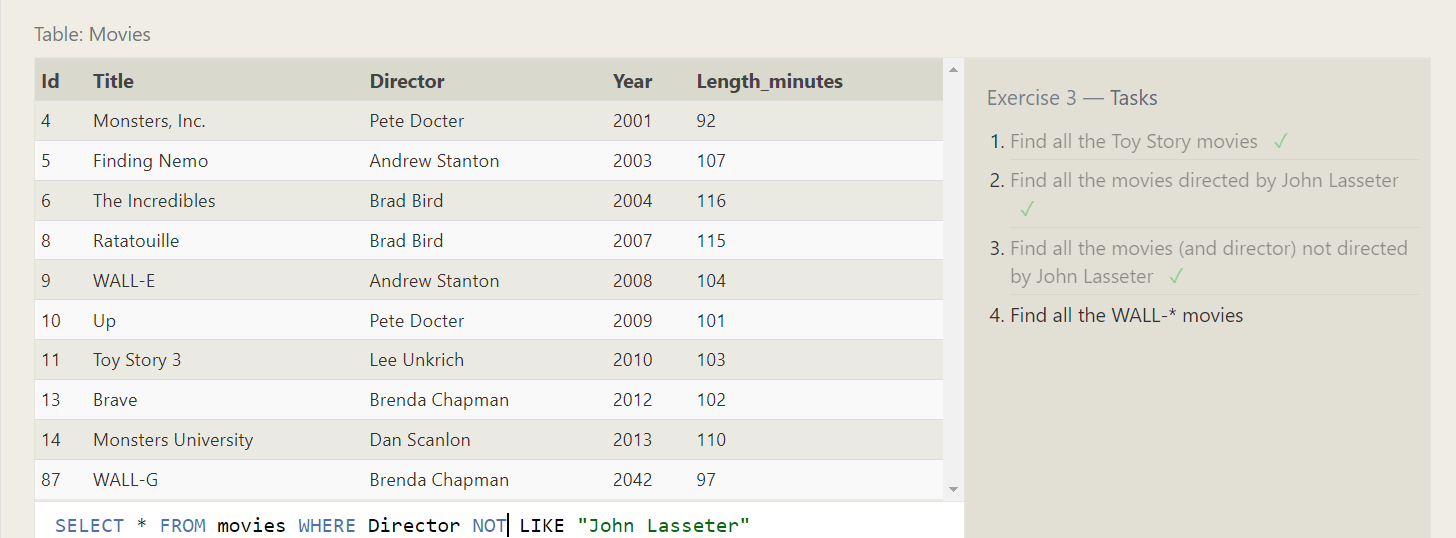 Table: Movies
Id Title Director Year Length_minutes
4 Monsters, Inc. Pete Docter 2001 92
5 Finding Nemo Andrew Stanton 2003 107
6 The Incredibles Brad Bird 2004 116
8 Ratatouille Brad Bird 2007 115
9 WALL-E Andrew Stanton 2008 104
10 Up Pete Docter 2009 101
11 Toy Story 3 Lee Unkrich 2010 103
13 Brave Brenda Chapman 2012 102
14 Monsters University Dan Scanlon 2013 110
87 WALL-G Brenda Chapman 2042 97
SELECT * FROM movies WHERE Director NOT LIKE "John Lasseter"
Exercise 3 — Tasks
1. Find all the Toy Story movies ✓
2. Find all the movies directed by John Lasseter
✓
3. Find all the movies (and director) not directed
by John Lasseter ✓
4. Find all the WALL-* movies